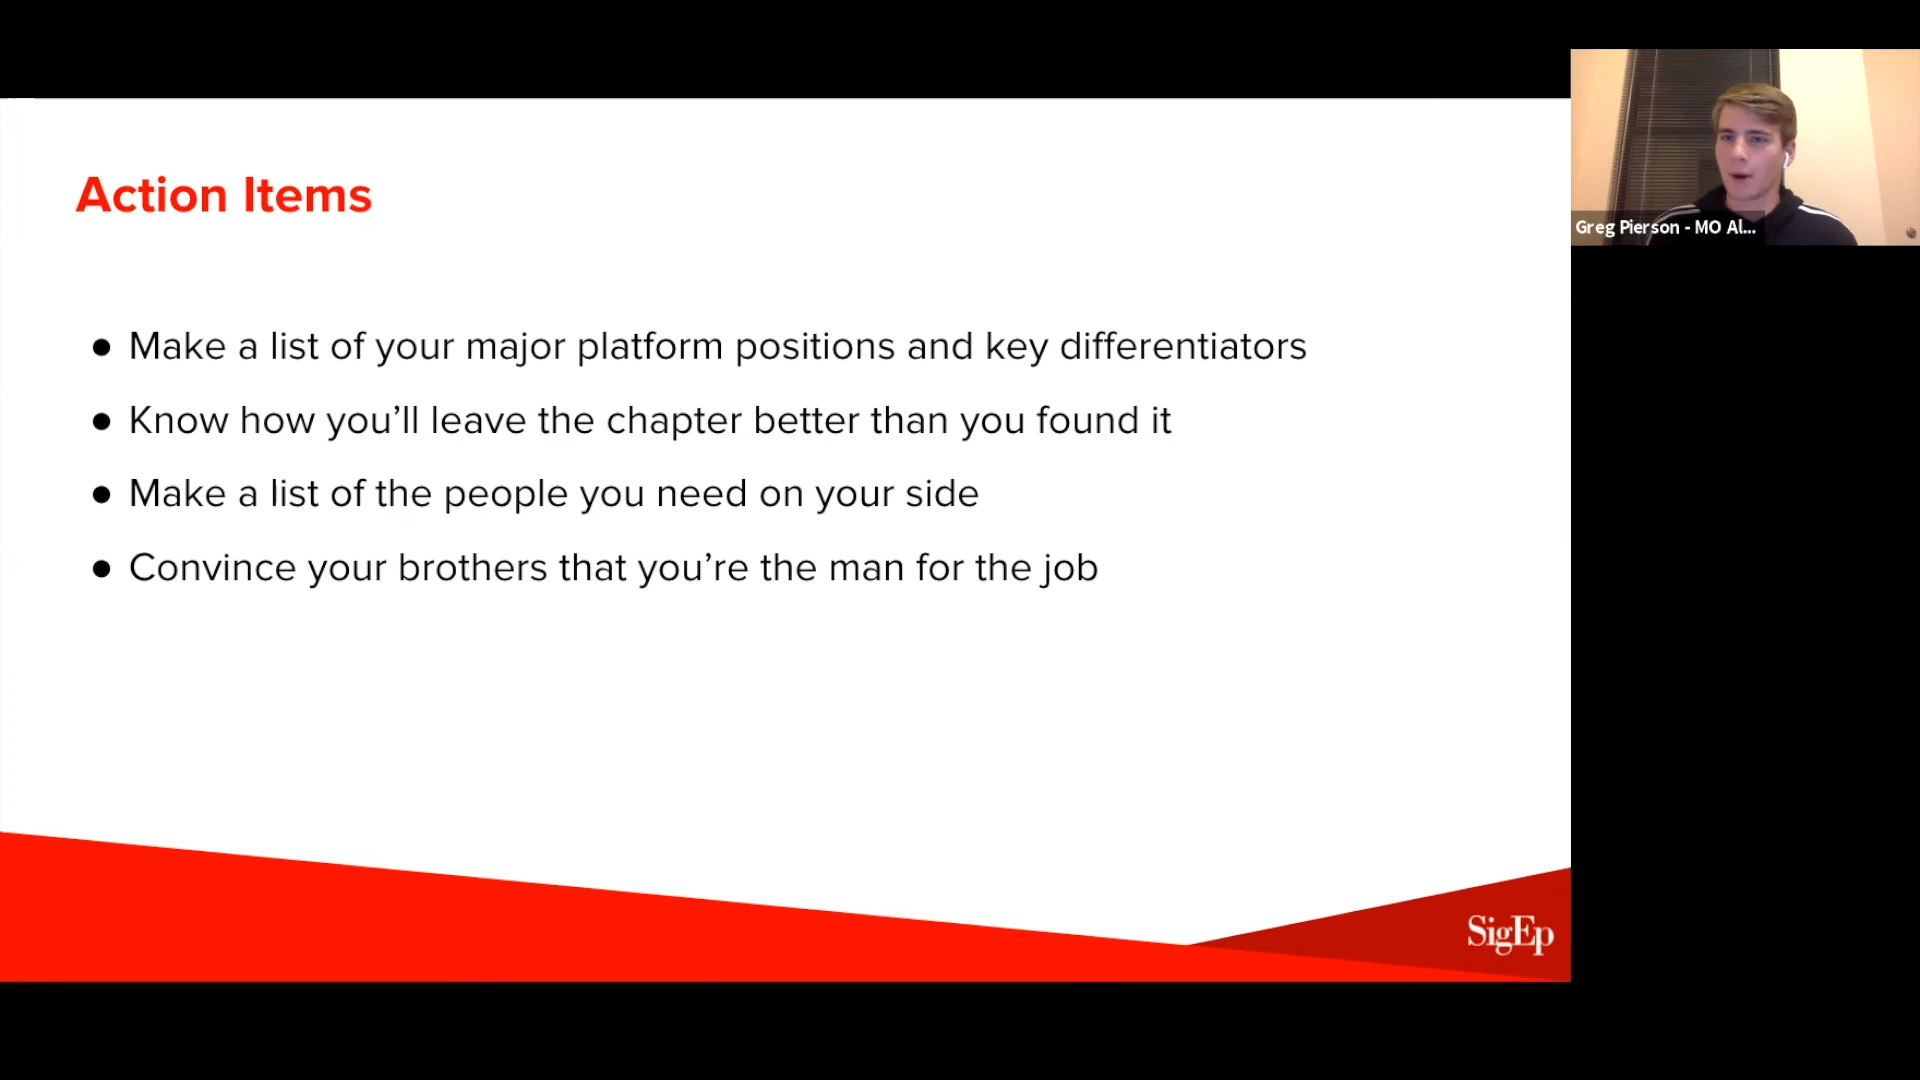 Action Items
● Make a list of your major platform positions and key differentiators
● Know how you’ll leave the chapter better than you found it
● Make a list of the people you need on your side
● Convince your brothers that you’re the man for the job
SigEp
Greg Pierson - MO Al...